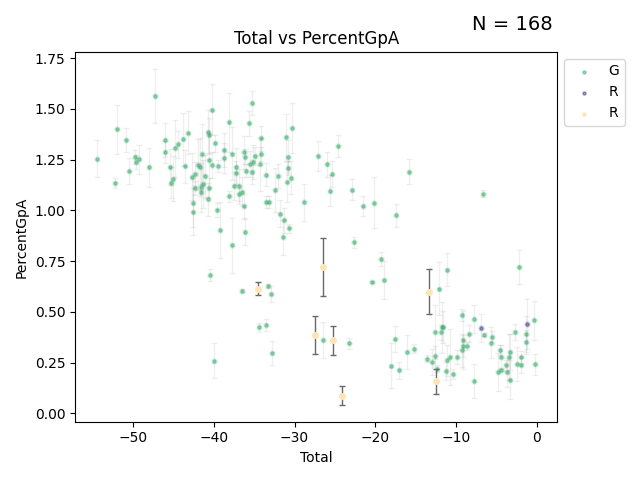 N = 168
Total vs PercentGpA
G
R
R
PercentGpA
1.75
1.50
1.25
1.00
0.75
0.50
0.25
0.00
−50
−40
−30
−20
−10
0
Total